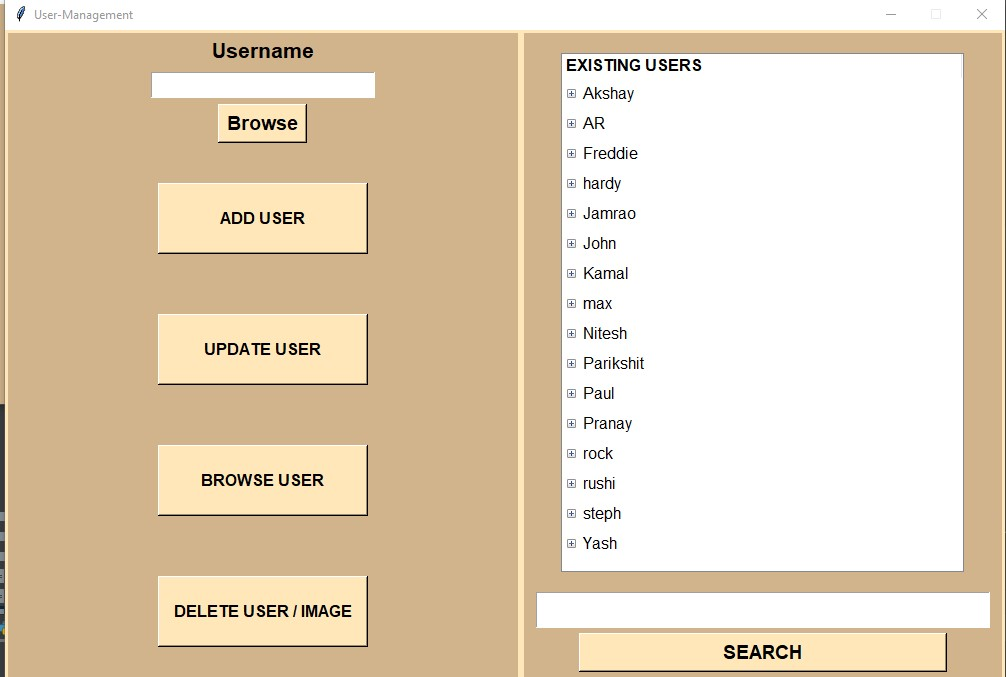 User-Management
Username
Browse
ADD USER
UPDATE USER
BROWSE USER
DELETE USER / IMAGE
EXISTING USERS
Akshay
AR
Freddie
hardy
Jamrao
John
Kamal
max
Nitesh
Parikshit
Paul
Pranay
rock
rushi
steph
Yash
SEARCH